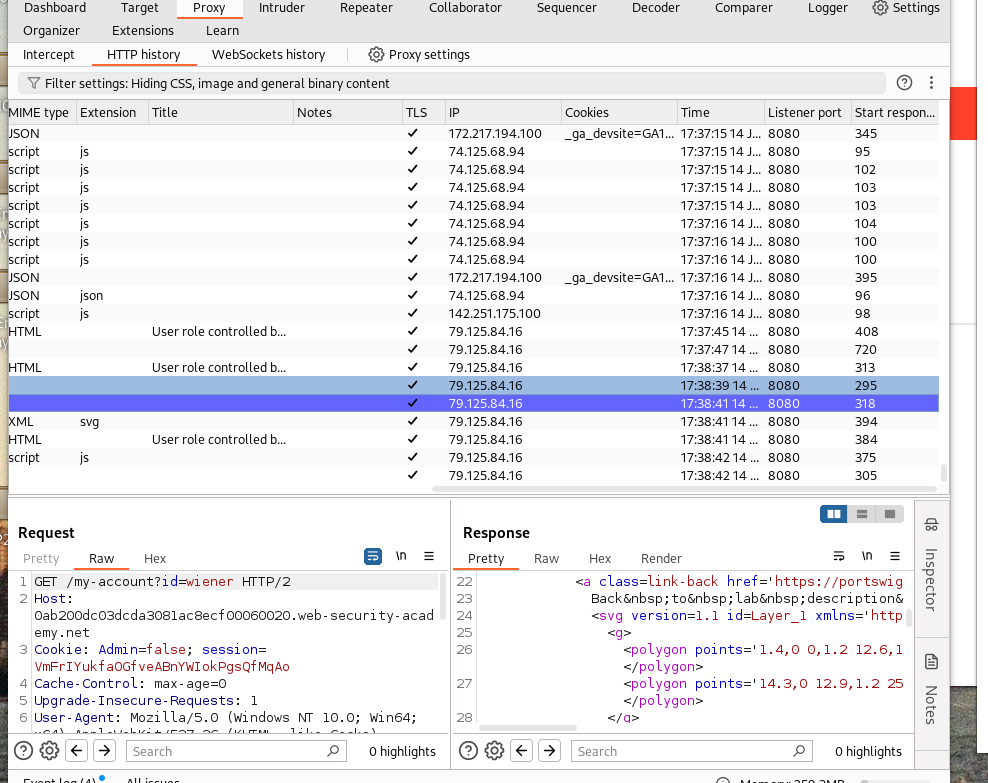 Dashboard Target Proxy Intruder Repeater Collaborator Sequencer Decoder Comparer Logger Settings
Organizer Extensions Learn
Intercept HTTP history WebSockets history Proxy settings
Filter settings: Hiding CSS, image and general binary content
MIME type Extension Title Notes TLS IP Cookies Time Listener port Start respon...
JSON 172.217.194.100 _ga_devsite=GA1... 17:37:15 14 J... 8080 345
script js 74.125.68.94 17:37:15 14 J... 8080 95
script js 74.125.68.94 17:37:15 14 J... 8080 102
script js 74.125.68.94 17:37:15 14 J... 8080 103
script js 74.125.68.94 17:37:15 14 J... 8080 103
script js 74.125.68.94 17:37:16 14 J... 8080 104
script js 74.125.68.94 17:37:16 14 J... 8080 100
script js 74.125.68.94 17:37:16 14 J... 8080 100
JSON 172.217.194.100 _ga_devsite=GA1... 17:37:16 14 J... 8080 395
JSON json 74.125.68.94 17:37:16 14 J... 8080 96
script js 142.251.175.100 17:37:16 14 J... 8080 98
HTML User role controlled b... 79.125.84.16 17:37:45 14 ... 8080 408
79.125.84.16 17:37:47 14 ... 8080 720
HTML User role controlled b... 79.125.84.16 17:38:37 14 ... 8080 313
79.125.84.16 17:38:39 14 ... 8080 295
79.125.84.16 17:38:41 14 ... 8080 318
XML svg 79.125.84.16 17:38:41 14 ... 8080 394
HTML User role controlled b... 79.125.84.16 17:38:41 14 ... 8080 384
script js 79.125.84.16 17:38:42 14 ... 8080 375
79.125.84.16 17:38:42 14 ... 8080 305
Request
Pretty Raw Hex \n
1 GET /my-account?id=wiener HTTP/2
2 Host:
0ab200dc03dcda3081ac8ecf00060020.web-security-acad
emy.net
3 Cookie: Admin=false; session=
VmFrIYukfaOGfveABnYWIokPgsQfMqAo
4 Cache-Control: max-age=0
5 Upgrade-Insecure-Requests: 1
6 User-Agent: Mozilla/5.0 (Windows NT 10.0; Win64;
x64) AppleWebKit/537.36 (KHTML, like Gecko)
Search 0 highlights
Response
Pretty Raw Hex Render \n
22 <a class=link-back href='https://portswig
23 Back&nbsp;to&nbsp;lab&nbsp;description&
24 <svg version=1.1 id=Layer_1 xmlns='http
25 <g>
26 <polygon points='1.4,0 0,1.2 12.6,1
</polygon>
27 <polygon points='14.3,0 12.9,1.2 25
</polygon>
28 </g>
Search 0 highlights
Inspector
Notes
Event log (4) All issues